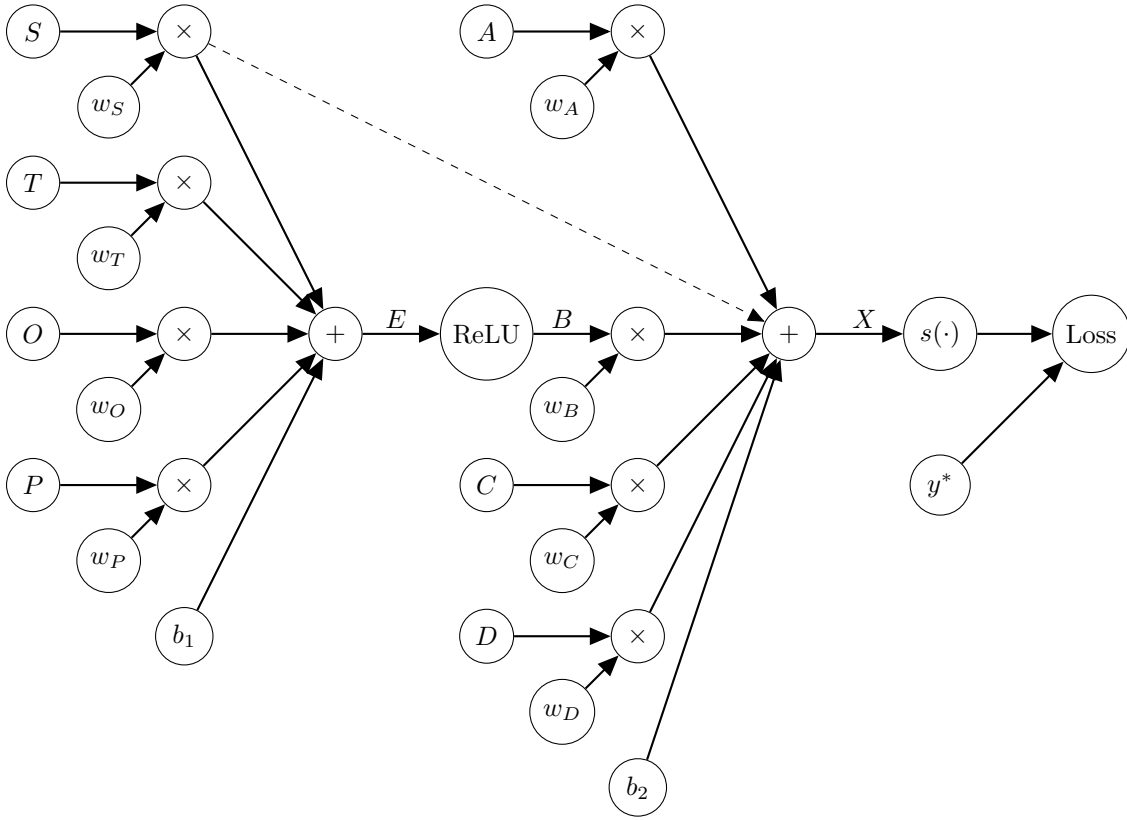 S × A ×
w_S w_A
T ×
w_T
O × + E ReLU B × + X s(·) Loss
w_O w_B
P × C × y*
w_P w_C
b_1 D ×
w_D
b_2